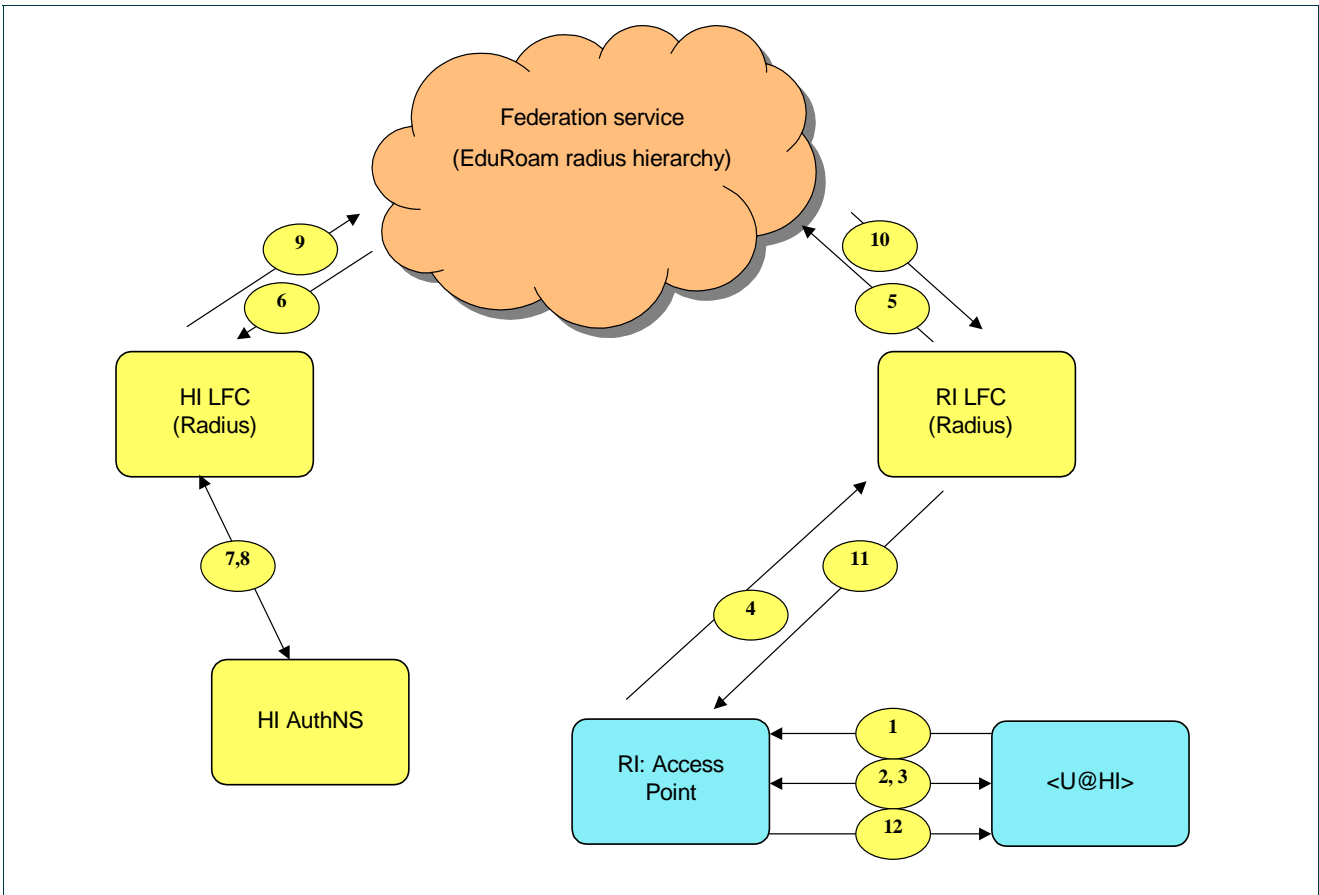 Federation service
(EduRoam radius hierarchy)
9
10
6
5
HI LFC
(Radius)
RI LFC
(Radius)
7,8
11
4
HI AuthNS
1
RI: Access
Point
2, 3
<U@HI>
12